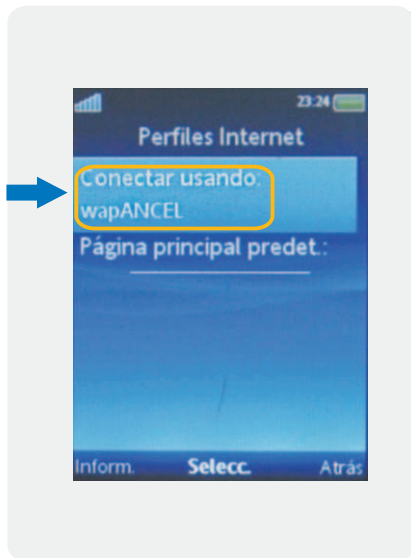 23:24
Perfiles Internet
Conectar usando:
wapANCEL
Página principal predet.:
Inform. Selecc. Atrás